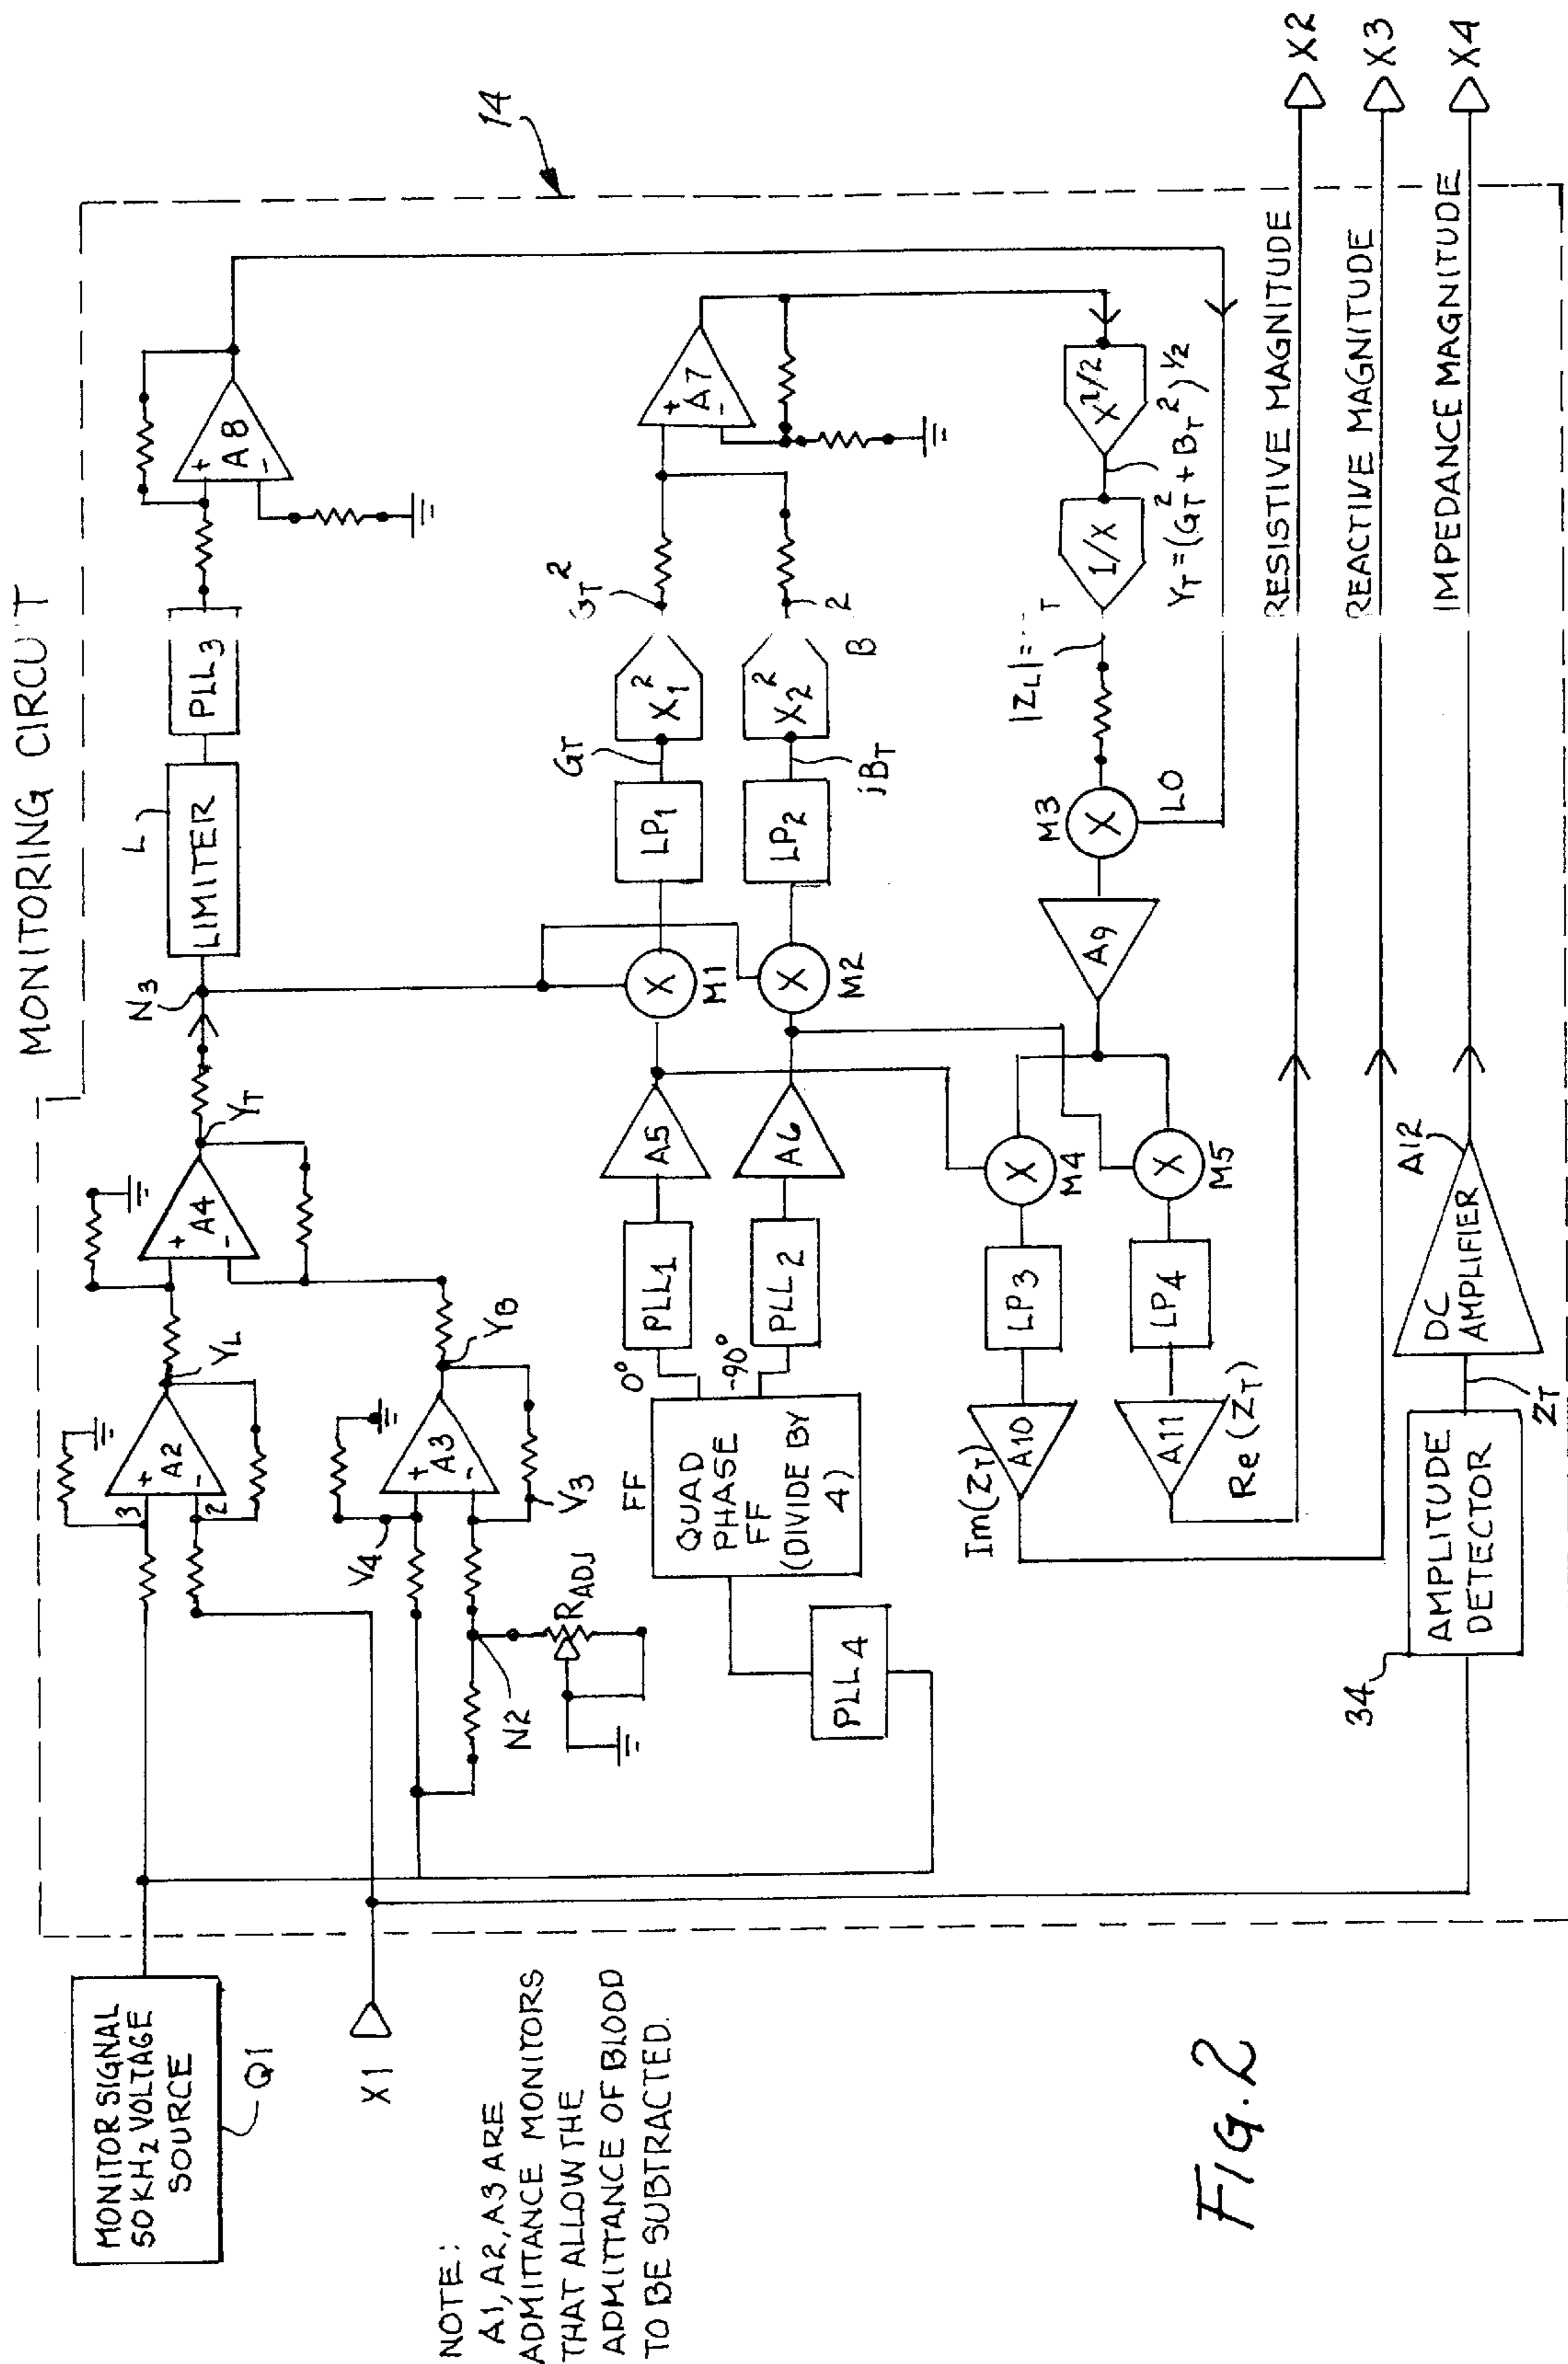 MONITORING CIRCUIT
14
MONITOR SIGNAL
50 KHz VOLTAGE
SOURCE
Q1
X1
NOTE:
A1, A2, A3 ARE
ADMITTANCE MONITORS
THAT ALLOW THE
ADMITTANCE OF BLOOD
TO BE SUBTRACTED.
3
2
+
A2
-
YL
V4
+
A3
-
V3
YB
N2
RADJ
+
A4
-
YT
N3
L
LIMITER
PLL3
+
A8
-
PLL4
FF
QUAD
PHASE
FF
(DIVIDE BY
4)
0°
-90°
PLL1
PLL2
A5
A6
X
M1
X
M2
LP1
LP2
GT
jBT
X1²
X2²
GT²
B 2
+
A7
-
X1/2
YT=(GT²+BT²)½
1/X
|ZL|= T
M3
X
LO
A9
X
M4
X
M5
LP3
LP4
A10
A11
Im(ZT)
Re(ZT)
34
AMPLITUDE
DETECTOR
ZT
DC
AMPLIFIER
A12
RESISTIVE MAGNITUDE
X2
REACTIVE MAGNITUDE
X3
IMPEDANCE MAGNITUDE
X4
FIG.2